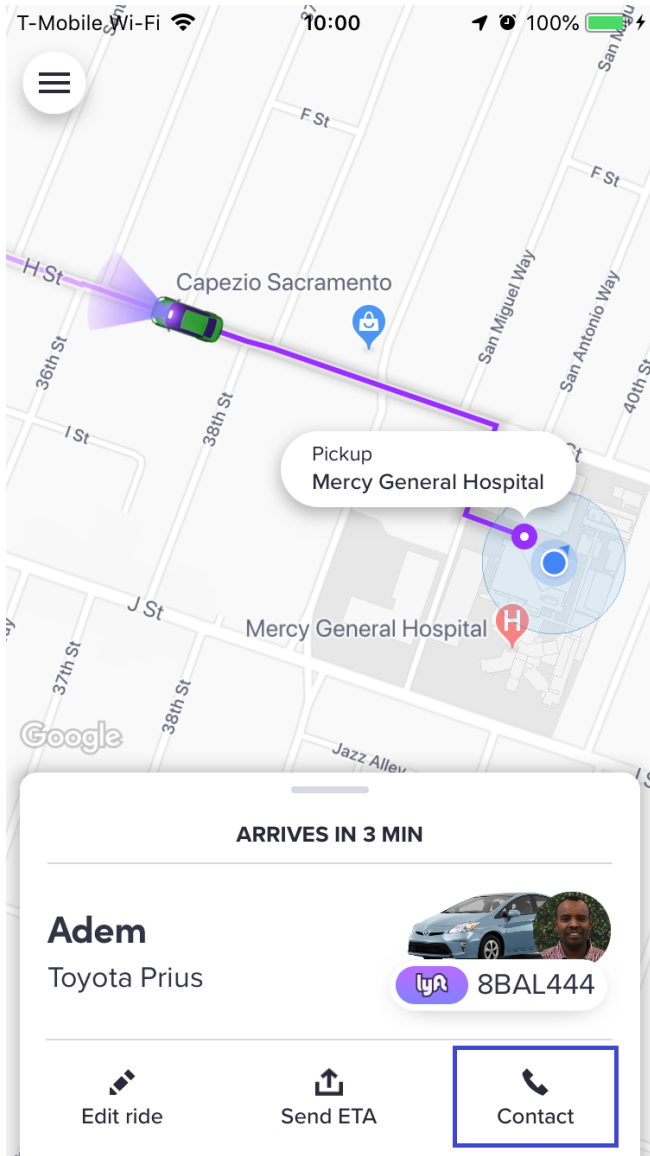 T-Mobile Wi-Fi 10:00 100%
San
F St
San Miguel Way
F St
H St
Capezio Sacramento
San Antonio Way
36th St
38th St
40th St
I St
Pickup
Mercy General Hospital
J St
Mercy General Hospital
H
37th St
38th St
Google
Jazz Alley
ARRIVES IN 3 MIN
Adem
Toyota Prius
lyft 8BAL444
Edit ride Send ETA Contact